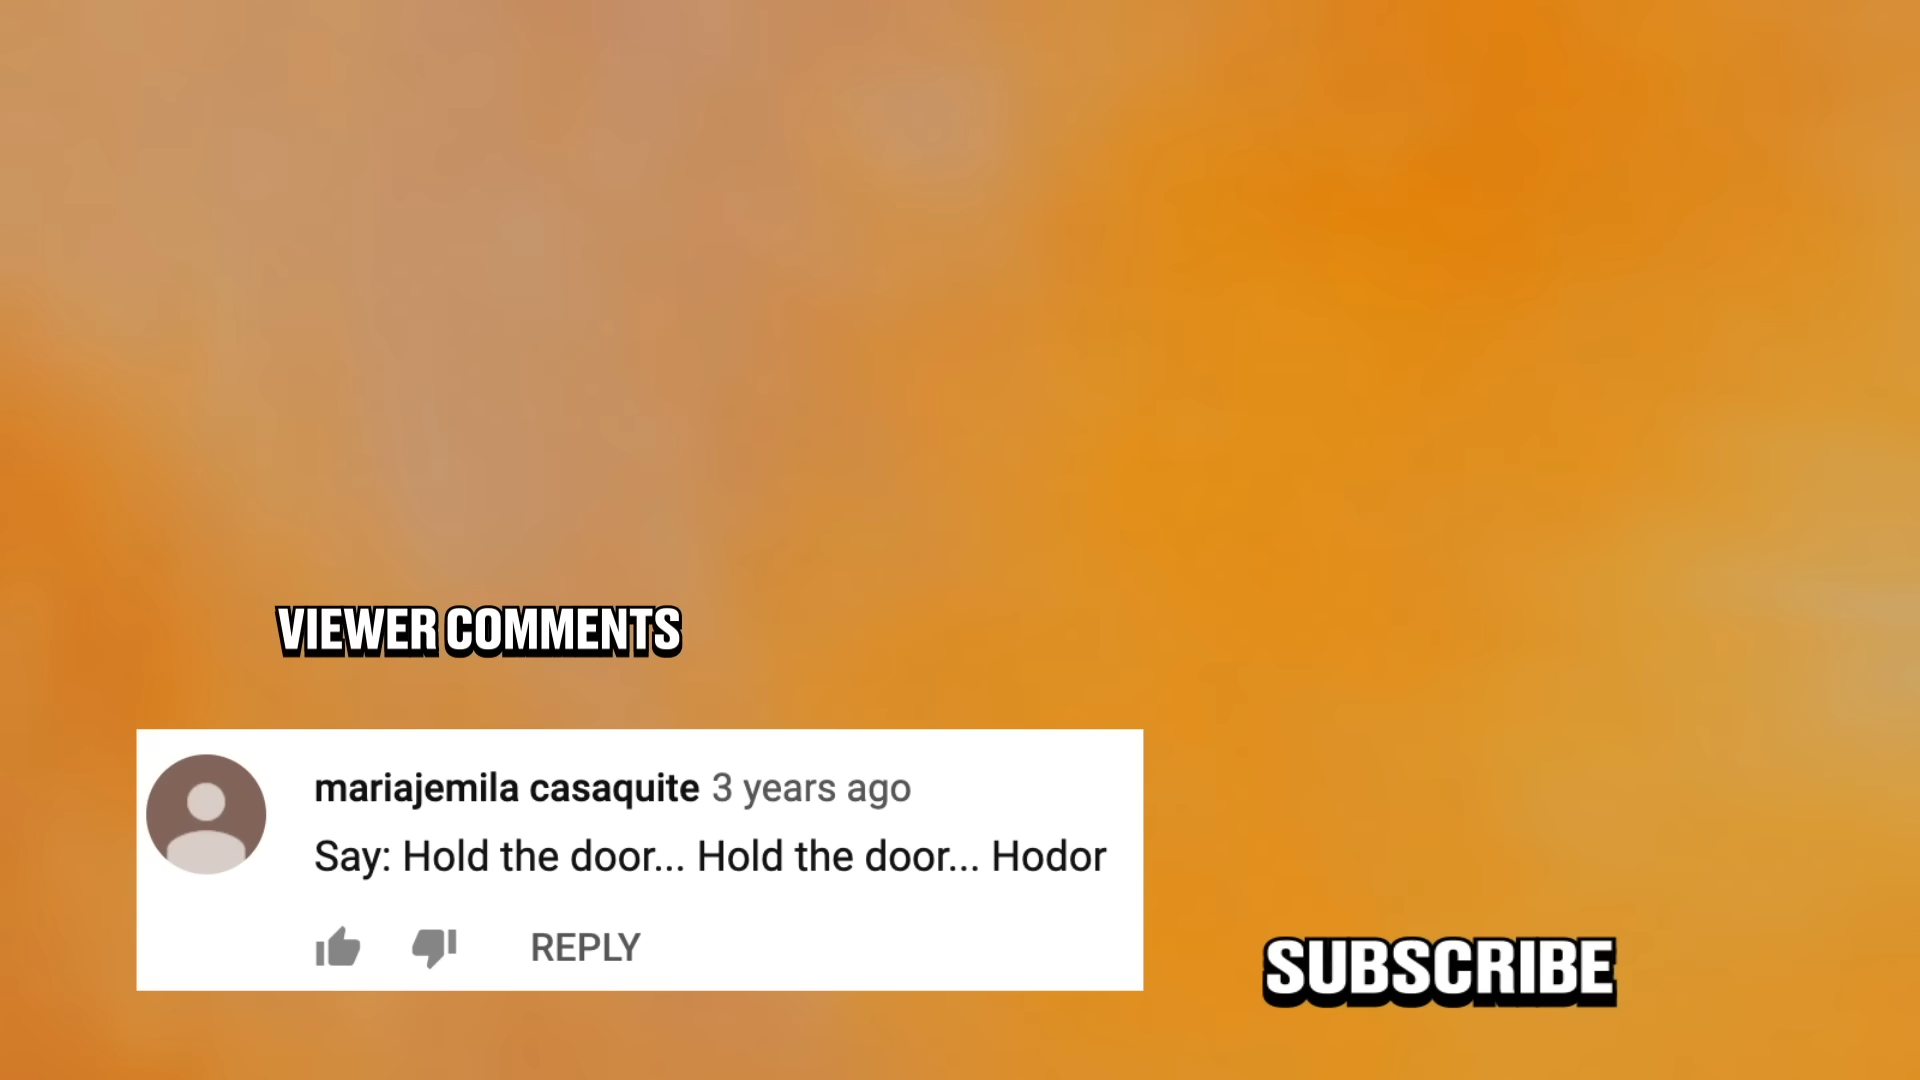 VIEWER COMMENTS
mariajemila casaquite 3 years ago
Say: Hold the door... Hold the door... Hodor
REPLY
SUBSCRIBE